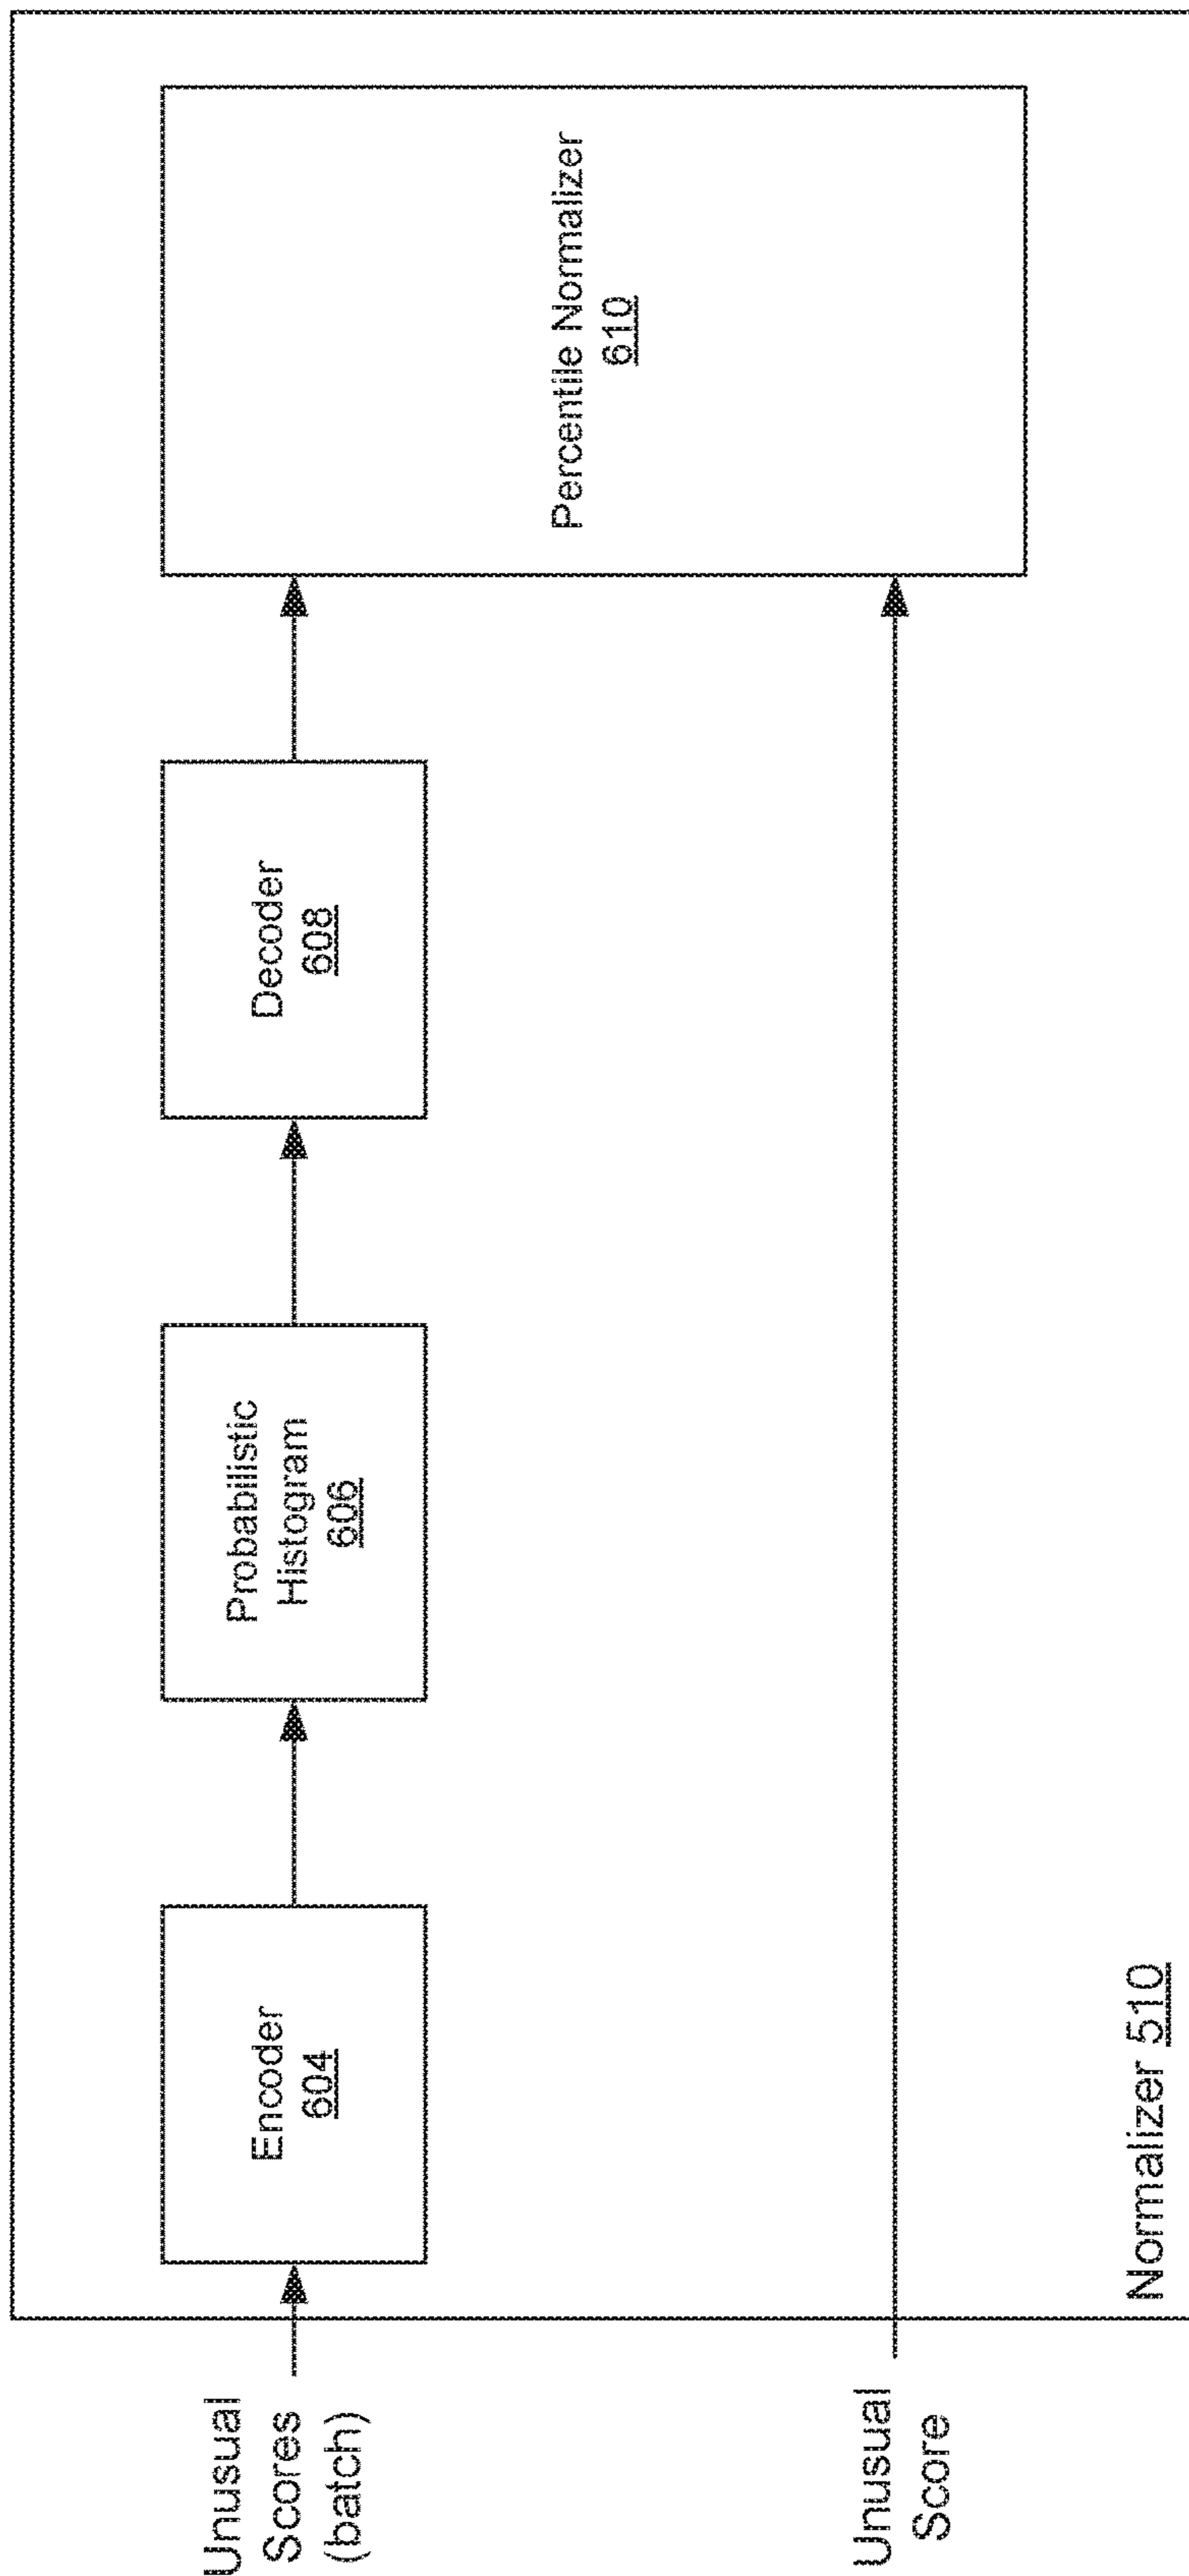 Unusual
Scores
(batch)
Encoder
604
Probabilistic
Histogram
606
Decoder
608
Percentile Normalizer
610
Unusual
Score
Normalizer 510